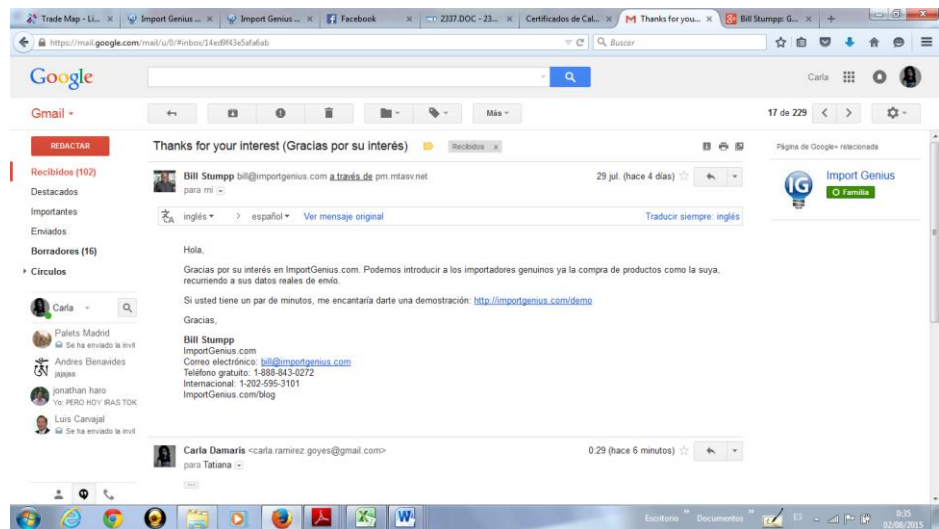 Trade Map - Li...
Import Genius ...
Import Genius ...
Facebook
2337.DOC - 23...
Certificados de Cal...
Thanks for you...
Bill Stumpp: G...
https://mail.google.com/mail/u/0/#inbox/14ed9f43e5afa6ab
Buscar
Google
Carla
Gmail
Más
17 de 229
REDACTAR
Recibidos (102)
Destacados
Importantes
Enviados
Borradores (16)
Círculos
Carla
Palets Madrid
Se ha enviado la invit
Andres Benavides
jajajas
jonathan haro
Yo: PERO HOY IRAS TOK
Luis Carvajal
Se ha enviado la invit
Thanks for your interest (Gracias por su interés)
Recibidos x
Bill Stumpp bill@importgenius.com a través de pm.mtasv.net
29 jul. (hace 4 días)
para mí
inglés > español Ver mensaje original
Traducir siempre: inglés
Hola,
Gracias por su interés en ImportGenius.com. Podemos introducir a los importadores genuinos ya la compra de productos como la suya,
recurriendo a sus datos reales de envío.
Si usted tiene un par de minutos, me encantaría darte una demostración: http://importgenius.com/demo
Gracias,
Bill Stumpp
ImportGenius.com
Correo electrónico: bill@importgenius.com
Teléfono gratuito: 1-888-843-0272
Internacional: 1-202-595-3101
ImportGenius.com/blog
Carla Damaris <carla.ramirez.goyes@gmail.com>
0:29 (hace 6 minutos)
para Tatiana
Página de Google+ relacionada
IG
Import Genius
Familia
Escritorio
Documentos
ES
0:35
02/08/2015